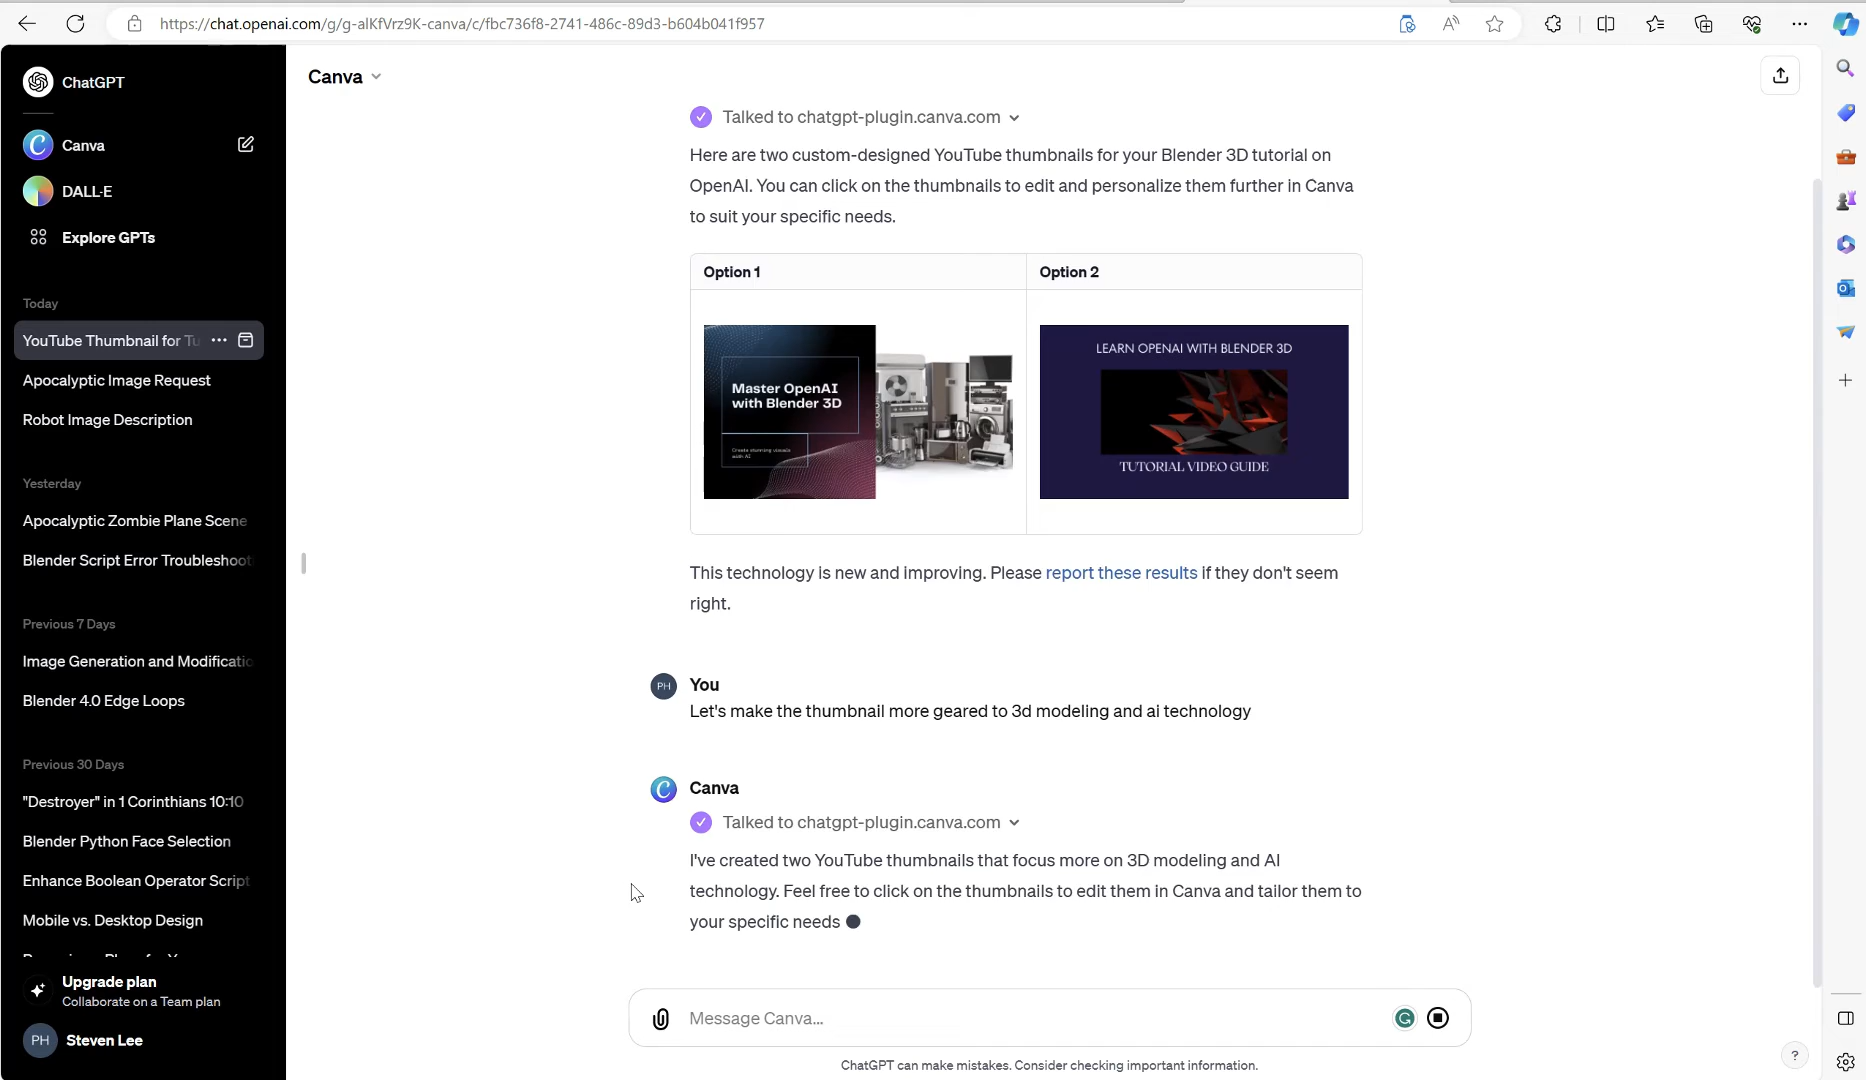 https://chat.openai.com/g/g-alKfVrz9K-canva/c/fbc736f8-2741-486c-89d3-b604b041f957
ChatGPT
Canva
DALL·E
Explore GPTs
Today
YouTube Thumbnail for Tu
Apocalyptic Image Request
Robot Image Description
Yesterday
Apocalyptic Zombie Plane Scene
Blender Script Error Troubleshoot
Previous 7 Days
Image Generation and Modificatio
Blender 4.0 Edge Loops
Previous 30 Days
"Destroyer" in 1 Corinthians 10:10
Blender Python Face Selection
Enhance Boolean Operator Script
Mobile vs. Desktop Design
Upgrade plan
Collaborate on a Team plan
PH
Steven Lee
Canva
Talked to chatgpt-plugin.canva.com
Here are two custom-designed YouTube thumbnails for your Blender 3D tutorial on
OpenAI. You can click on the thumbnails to edit and personalize them further in Canva
to suit your specific needs.
Option 1
Option 2
Master OpenAI
with Blender 3D
Create stunning visuals
with AI
LEARN OPENAI WITH BLENDER 3D
TUTORIAL VIDEO GUIDE
This technology is new and improving. Please report these results if they don't seem
right.
PH
You
Let's make the thumbnail more geared to 3d modeling and ai technology
Canva
Talked to chatgpt-plugin.canva.com
I've created two YouTube thumbnails that focus more on 3D modeling and AI
technology. Feel free to click on the thumbnails to edit them in Canva and tailor them to
your specific needs
Message Canva...
ChatGPT can make mistakes. Consider checking important information.
?